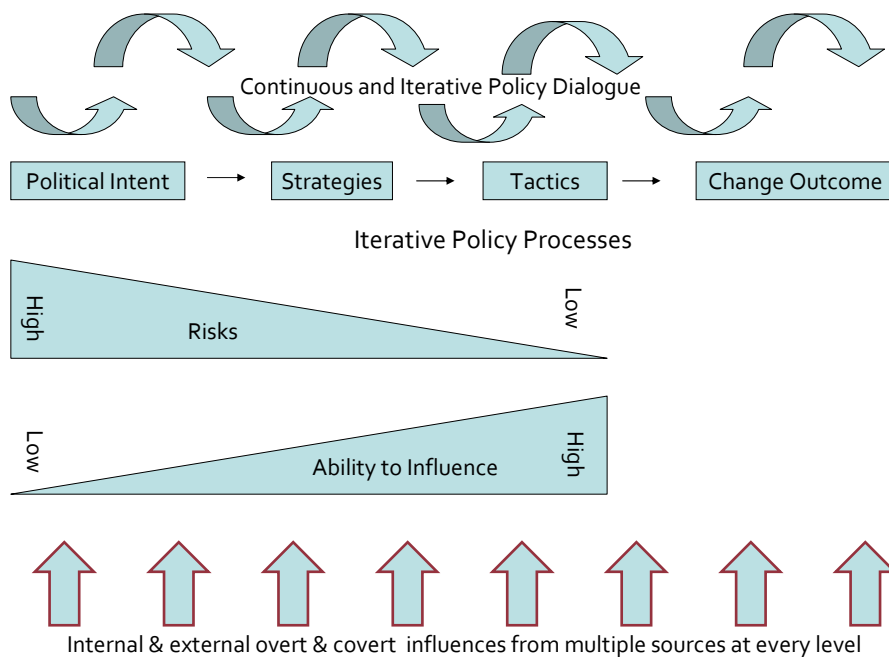 Continuous and Iterative Policy Dialogue
Political Intent
Strategies
Tactics
Change Outcome
Iterative Policy Processes
High
Risks
Low
Low
Ability to Influence
High
Internal & external overt & covert influences from multiple sources at every level